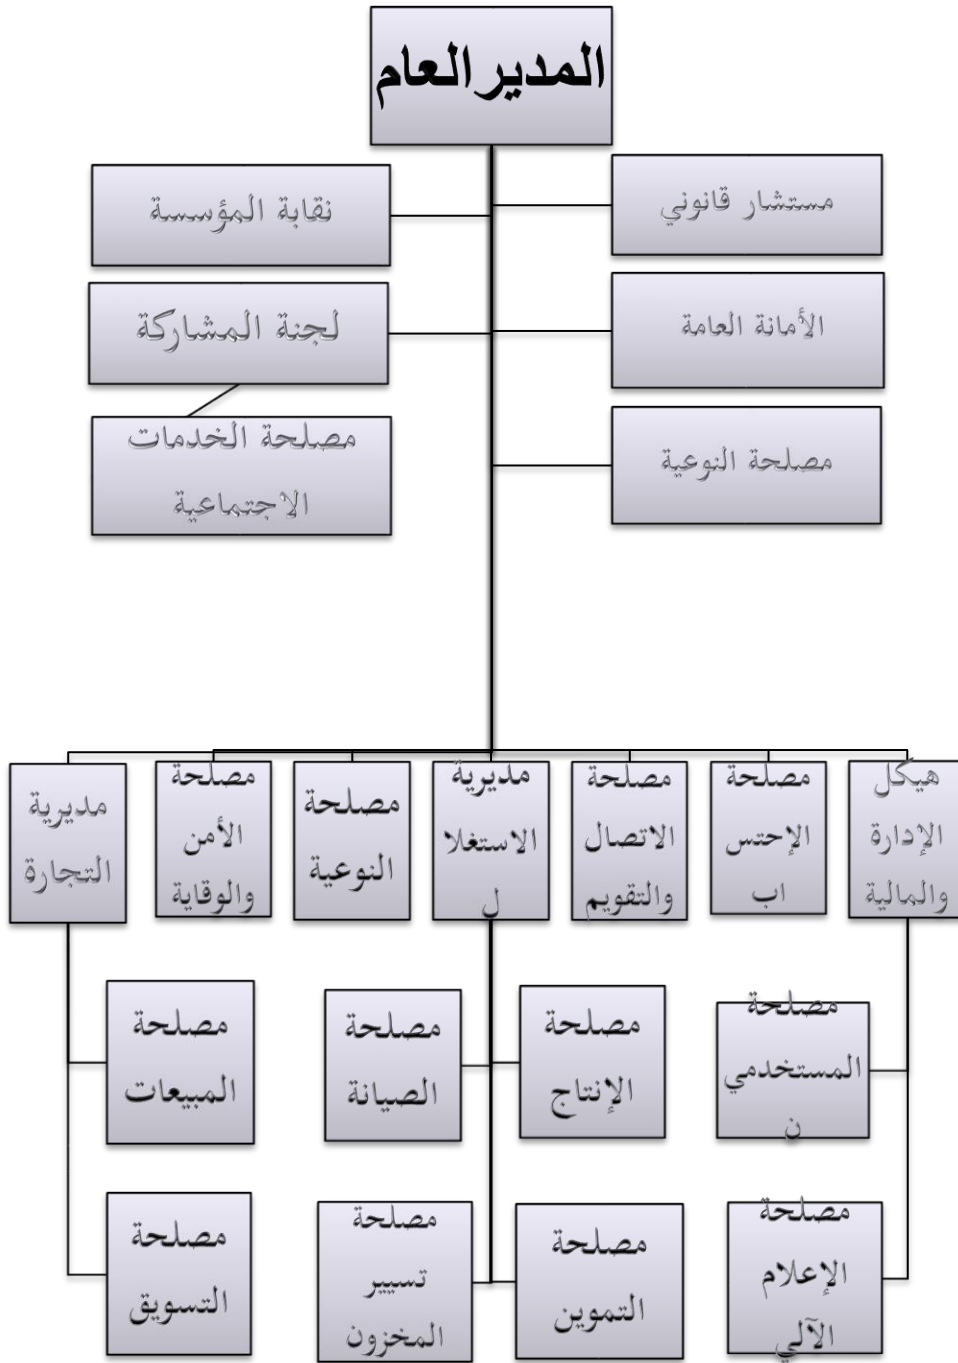 المدير العام
مستشار قانوني
نقابة المؤسسة
الأمانة العامة
لجنة المشاركة
مصلحة النوعية
مصلحة الخدمات
الاجتماعية
هيكل
الإدارة
والمالية
مصلحة
الإحتس
اب
مصلحة
الاتصال
والتقويم
مديرية
الاستغلا
ل
مصلحة
النوعية
مصلحة
الأمن
والوقاية
مديرية
التجارة
مصلحة
المستخدمي
ن
مصلحة
الإنتاج
مصلحة
الصيانة
مصلحة
المبيعات
مصلحة
الإعلام
الآلي
مصلحة
التموين
مصلحة
تسيير
المخزون
مصلحة
التسويق